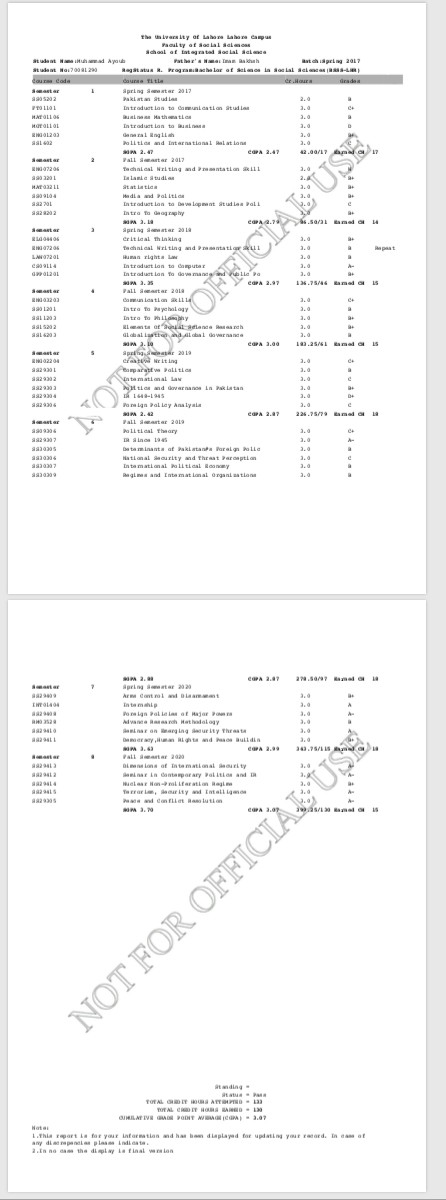 The University Of Lahore Lahore Campus
Faculty of Social Sciences
School of Integrated Social Science
Student Name:Muhammad Ayoub Father's Name:Imam Bakhsh Batch:Spring 2017
Student No:70081290 RegStatus R. Program:Bachelor of Science in Social Sciences(BSSS-LHR)
Course Code Course Title Cr.Hours Grades
Semester 1 Spring Semester 2017
SS05202 Pakistan Studies 2.0 B
PT01101 Introduction to Communication Studies 3.0 C+
MAT01106 Business Mathematics 3.0 B
MGT01101 Introduction to Business 3.0 D
ENG01203 General English 3.0 B+
SS1602 Politics and International Relations 3.0 C
SGPA 2.47 CGPA 2.47 42.00/17 Earned CH 17
Semester 2 Fall Semester 2017
ENG07206 Technical Writing and Presentation Skill 3.0
SS03201 Islamic Studies 2.0 B+
MAT03211 Statistics 3.0 B+
SS09104 Media and Politics 3.0 B+
SS2701 Introduction to Development Studies Poli 3.0 C
SS28202 Intro To Geography 3.0 B+
SGPA 3.18 CGPA 2.79 86.50/31 Earned CH 14
Semester 3 Spring Semester 2018
ELG04406 Critical Thinking 3.0 B+
ENG07206 Technical Writing and Presentation Skill 3.0 B Repeat
LAW07201 Human rights Law 3.0 B
CS09114 Introduction to Computer 3.0 A-
GPP01201 Introduction To Governance and Public Po 3.0 B+
SGPA 3.35 CGPA 2.97 136.75/46 Earned CH 15
Semester 4 Fall Semester 2018
ENG03203 Communication Skills 3.0 C+
SS01201 Intro To Psychology 3.0 B
SS11203 Intro To Philosophy 3.0 B+
SS15202 Elements Of Social Science Research 3.0 B+
SS14203 Globalization and Global Governance 3.0 B
SGPA 3.10 CGPA 3.00 183.25/61 Earned CH 15
Semester 5 Spring Semester 2019
ENG02208 Creative Writing 3.0 C+
SS29301 Comparative Politics 3.0 B
SS29302 International Law 3.0 C
SS29303 Politics and Governance in Pakistan 3.0 B+
SS29304 IR 1648-1945 3.0 D+
SS29306 Foreign Policy Analysis 3.0 C
SGPA 2.42 CGPA 2.87 226.75/79 Earned CH 18
Semester 6 Fall Semester 2019
SS09306 Political Theory 3.0 C+
SS29307 IR Since 1945 3.0 A-
SS30305 Determinants of Pakistan#s Foreign Polic 3.0 B
SS30306 National Security and Threat Perception 3.0 C
SS30307 International Political Economy 3.0 B
SS30309 Regimes and International Organizations 3.0 B
NOT FOR OFFICIAL USE
SGPA 2.88 CGPA 2.87 278.50/97 Earned CH 18
Semester 7 Spring Semester 2020
SS29409 Arms Control and Disarmament 3.0 B+
INT01404 Internship 3.0 A
SS29408 Foreign Policies of Major Powers 3.0 A-
RM03528 Advance Research Methodology 3.0 B
SS29410 Seminar on Emerging Security Threats 3.0 A
SS29411 Democracy,Human Rights and Peace Buildin 3.0 B+
SGPA 3.63 CGPA 2.99 343.75/115 Earned CH 18
Semester 8 Fall Semester 2020
SS29413 Dimensions of International Security 3.0 A-
SS29412 Seminar in Contemporary Politics and IR 3.0 A-
SS29414 Nuclear Non-Proliferation Regime 3.0 B+
SS29415 Terrorism, Security and Intelligence 3.0 A-
SS29305 Peace and Conflict Resolution 3.0 A-
SGPA 3.70 CGPA 3.07 399.25/130 Earned CH 15
NOT FOR OFFICIAL USE
Standing =
Status = Pass
TOTAL CREDIT HOURS ATTEMPTED = 133
TOTAL CREDIT HOURS EARNED = 130
CUMULATIVE GRADE POINT AVERAGE(CGPA) = 3.07
Note:
1.This report is for your information and has been displayed for updating your record. In case of
any discrepencies please indicate.
2.In no case the display is final version